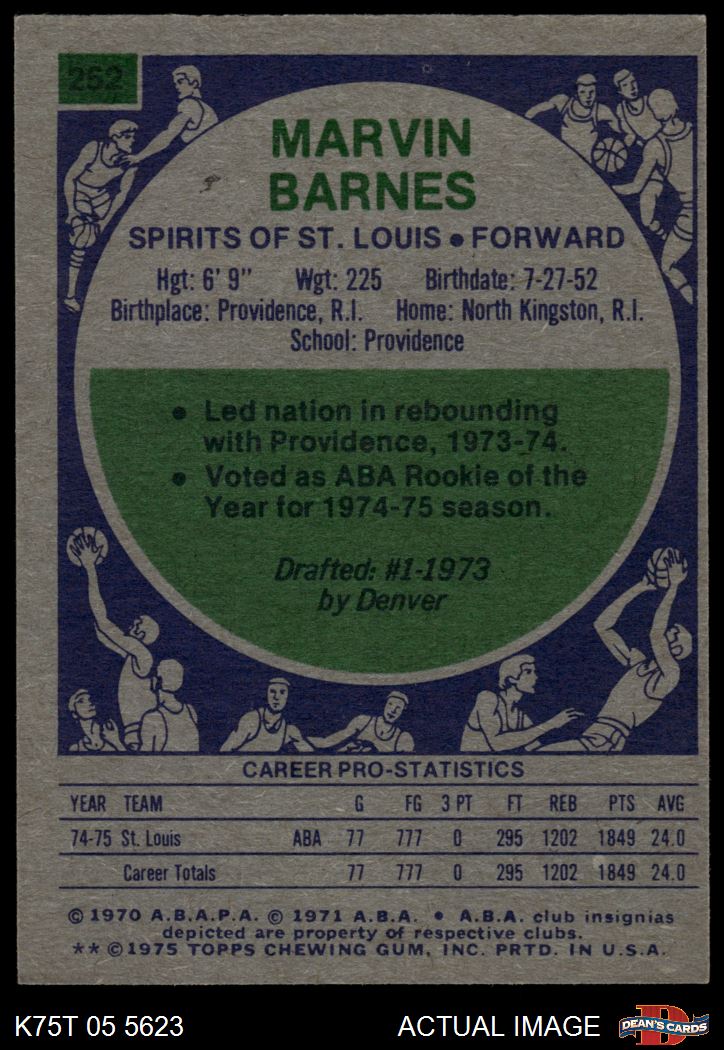 252
MARVIN
BARNES
SPIRITS OF ST. LOUIS • FORWARD
Hgt: 6' 9" Wgt: 225 Birthdate: 7-27-52
Birthplace: Providence, R.I. Home: North Kingston, R.I.
School: Providence
• Led nation in rebounding
with Providence, 1973-74.
• Voted as ABA Rookie of the
Year for 1974-75 season.
Drafted: #1-1973
by Denver
CAREER PRO-STATISTICS
YEAR TEAM G FG 3 PT FT REB PTS AVG
74-75 St. Louis ABA 77 777 0 295 1202 1849 24.0
Career Totals 77 777 0 295 1202 1849 24.0
© 1970 A.B.A.P.A. © 1971 A.B.A. • A.B.A. club insignias
depicted are property of respective clubs.
** © 1975 TOPPS CHEWING GUM, INC. PRTD. IN U.S.A.
K75T 05 5623 ACTUAL IMAGE
D
DEAN'S CARDS